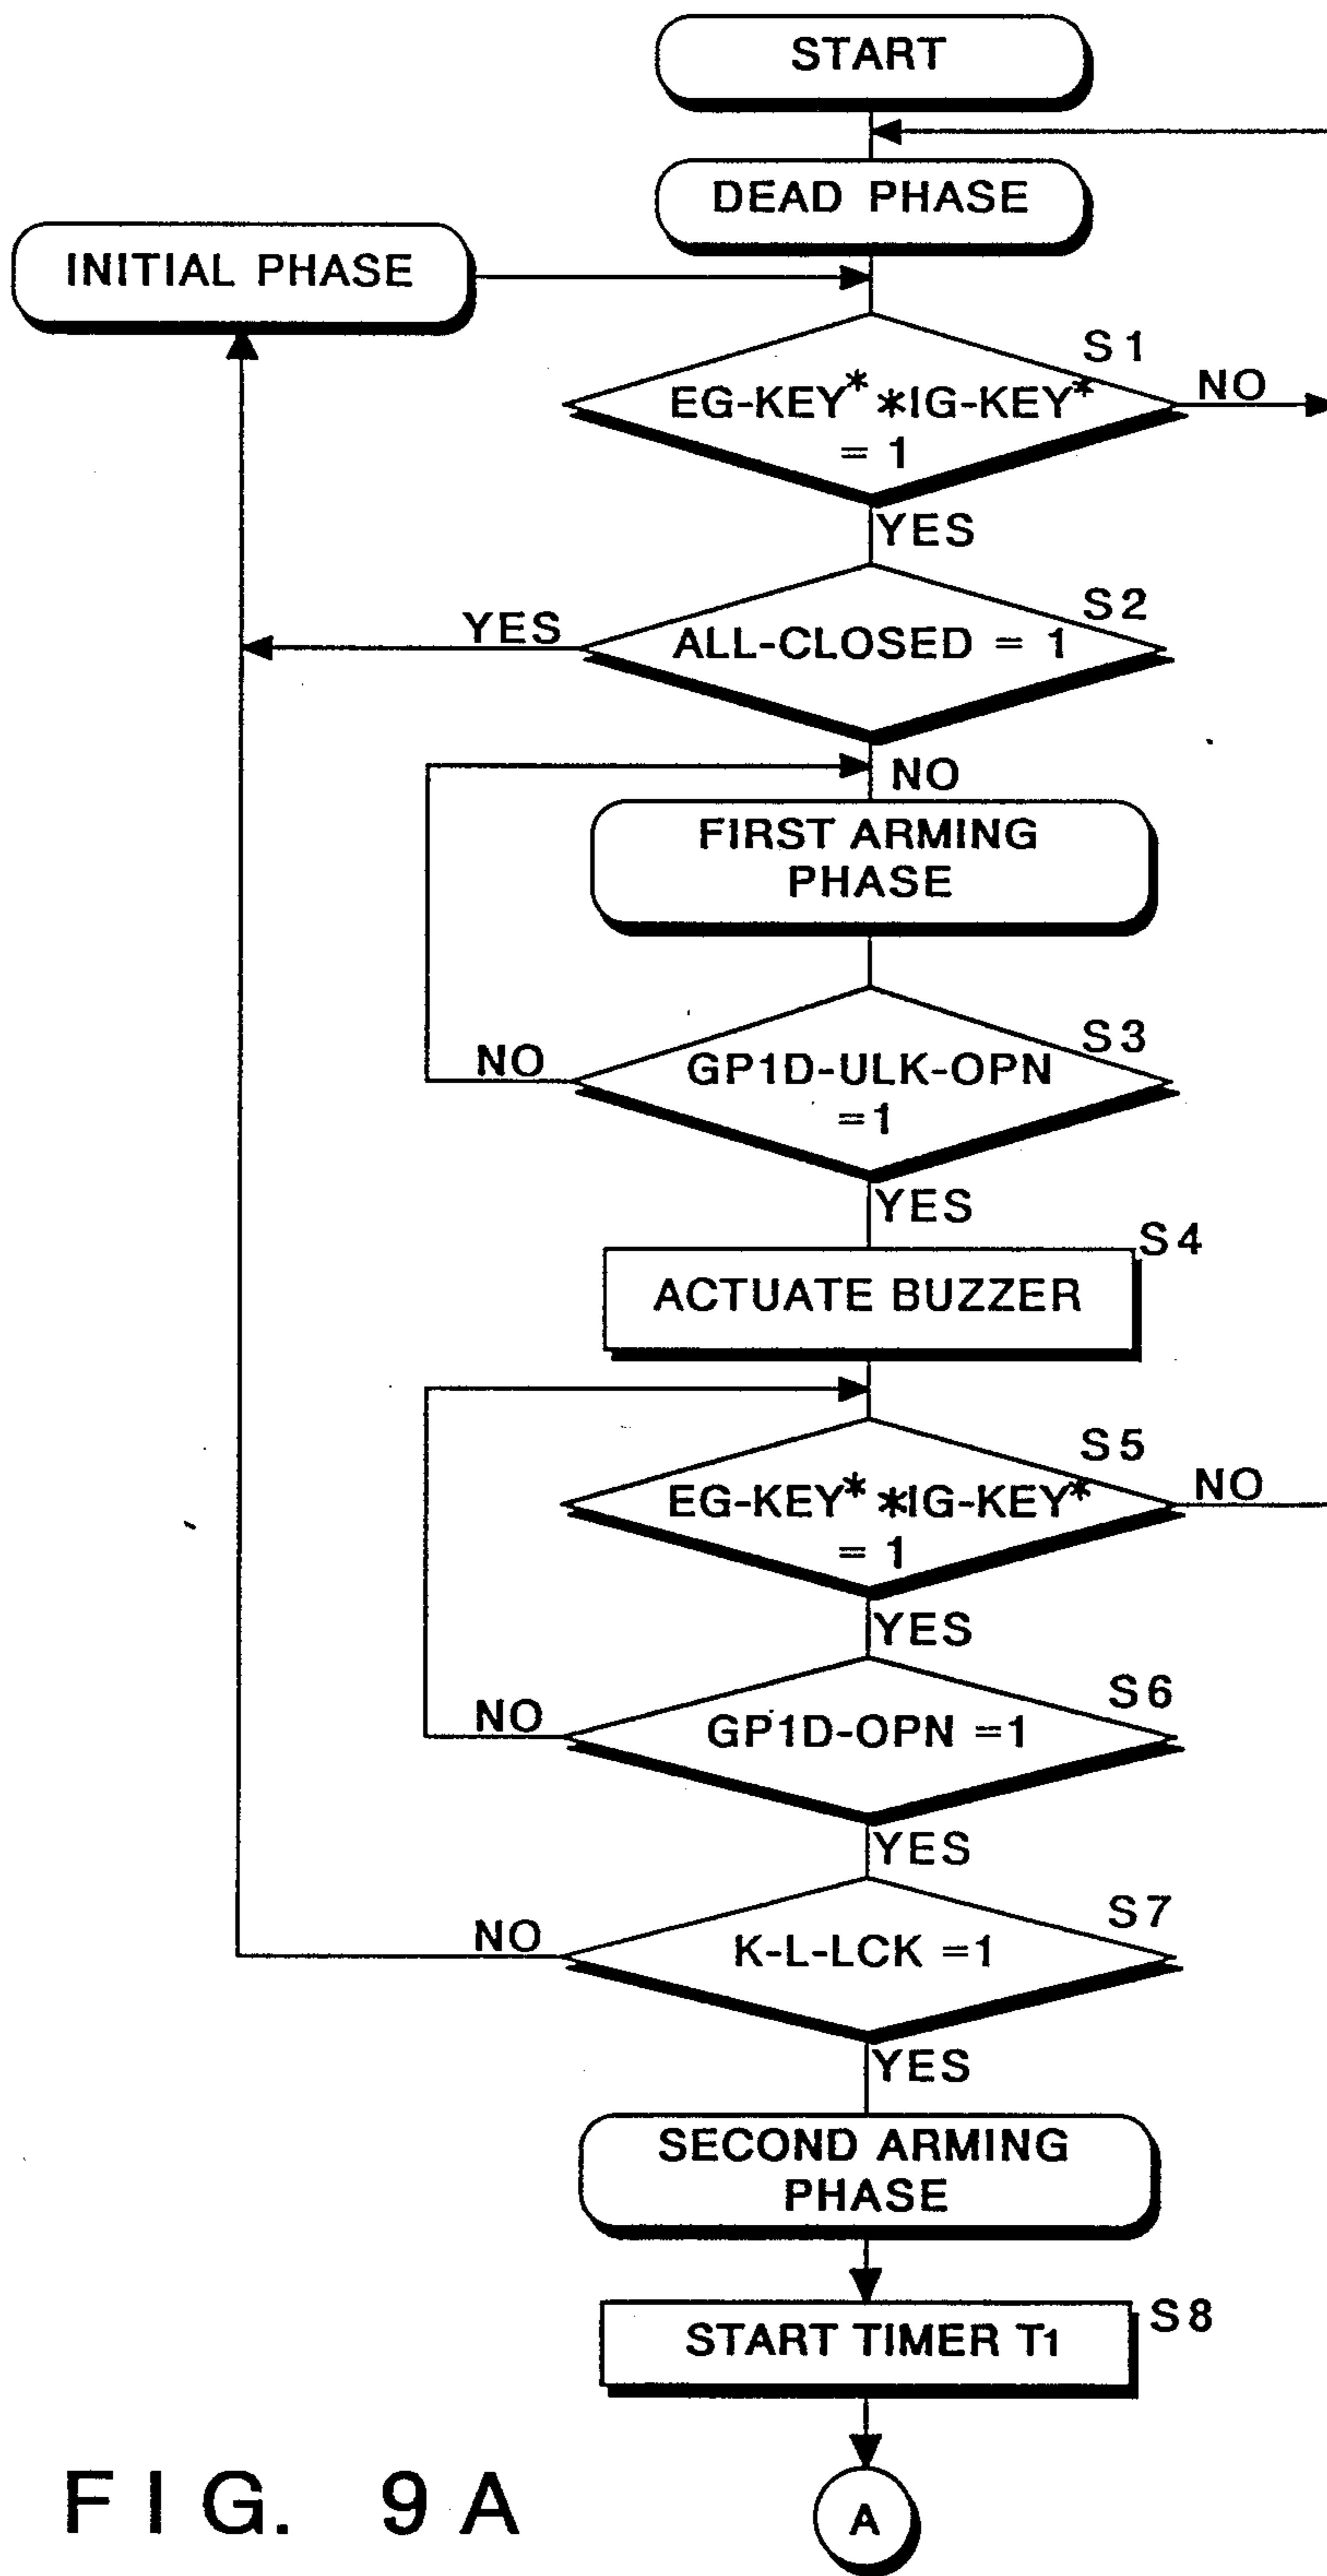 START
DEAD PHASE
INITIAL PHASE
S1
EG-KEY* *IG-KEY*
= 1
NO
YES
S2
YES
ALL-CLOSED = 1
NO
FIRST ARMING
PHASE
S3
NO
GP1D-ULK-OPN
=1
YES
S4
ACTUATE BUZZER
S5
EG-KEY* *IG-KEY*
= 1
NO
YES
S6
NO
GP1D-OPN =1
YES
S7
NO
K-L-LCK =1
YES
SECOND ARMING
PHASE
S8
START TIMER T1
A
FIG. 9A